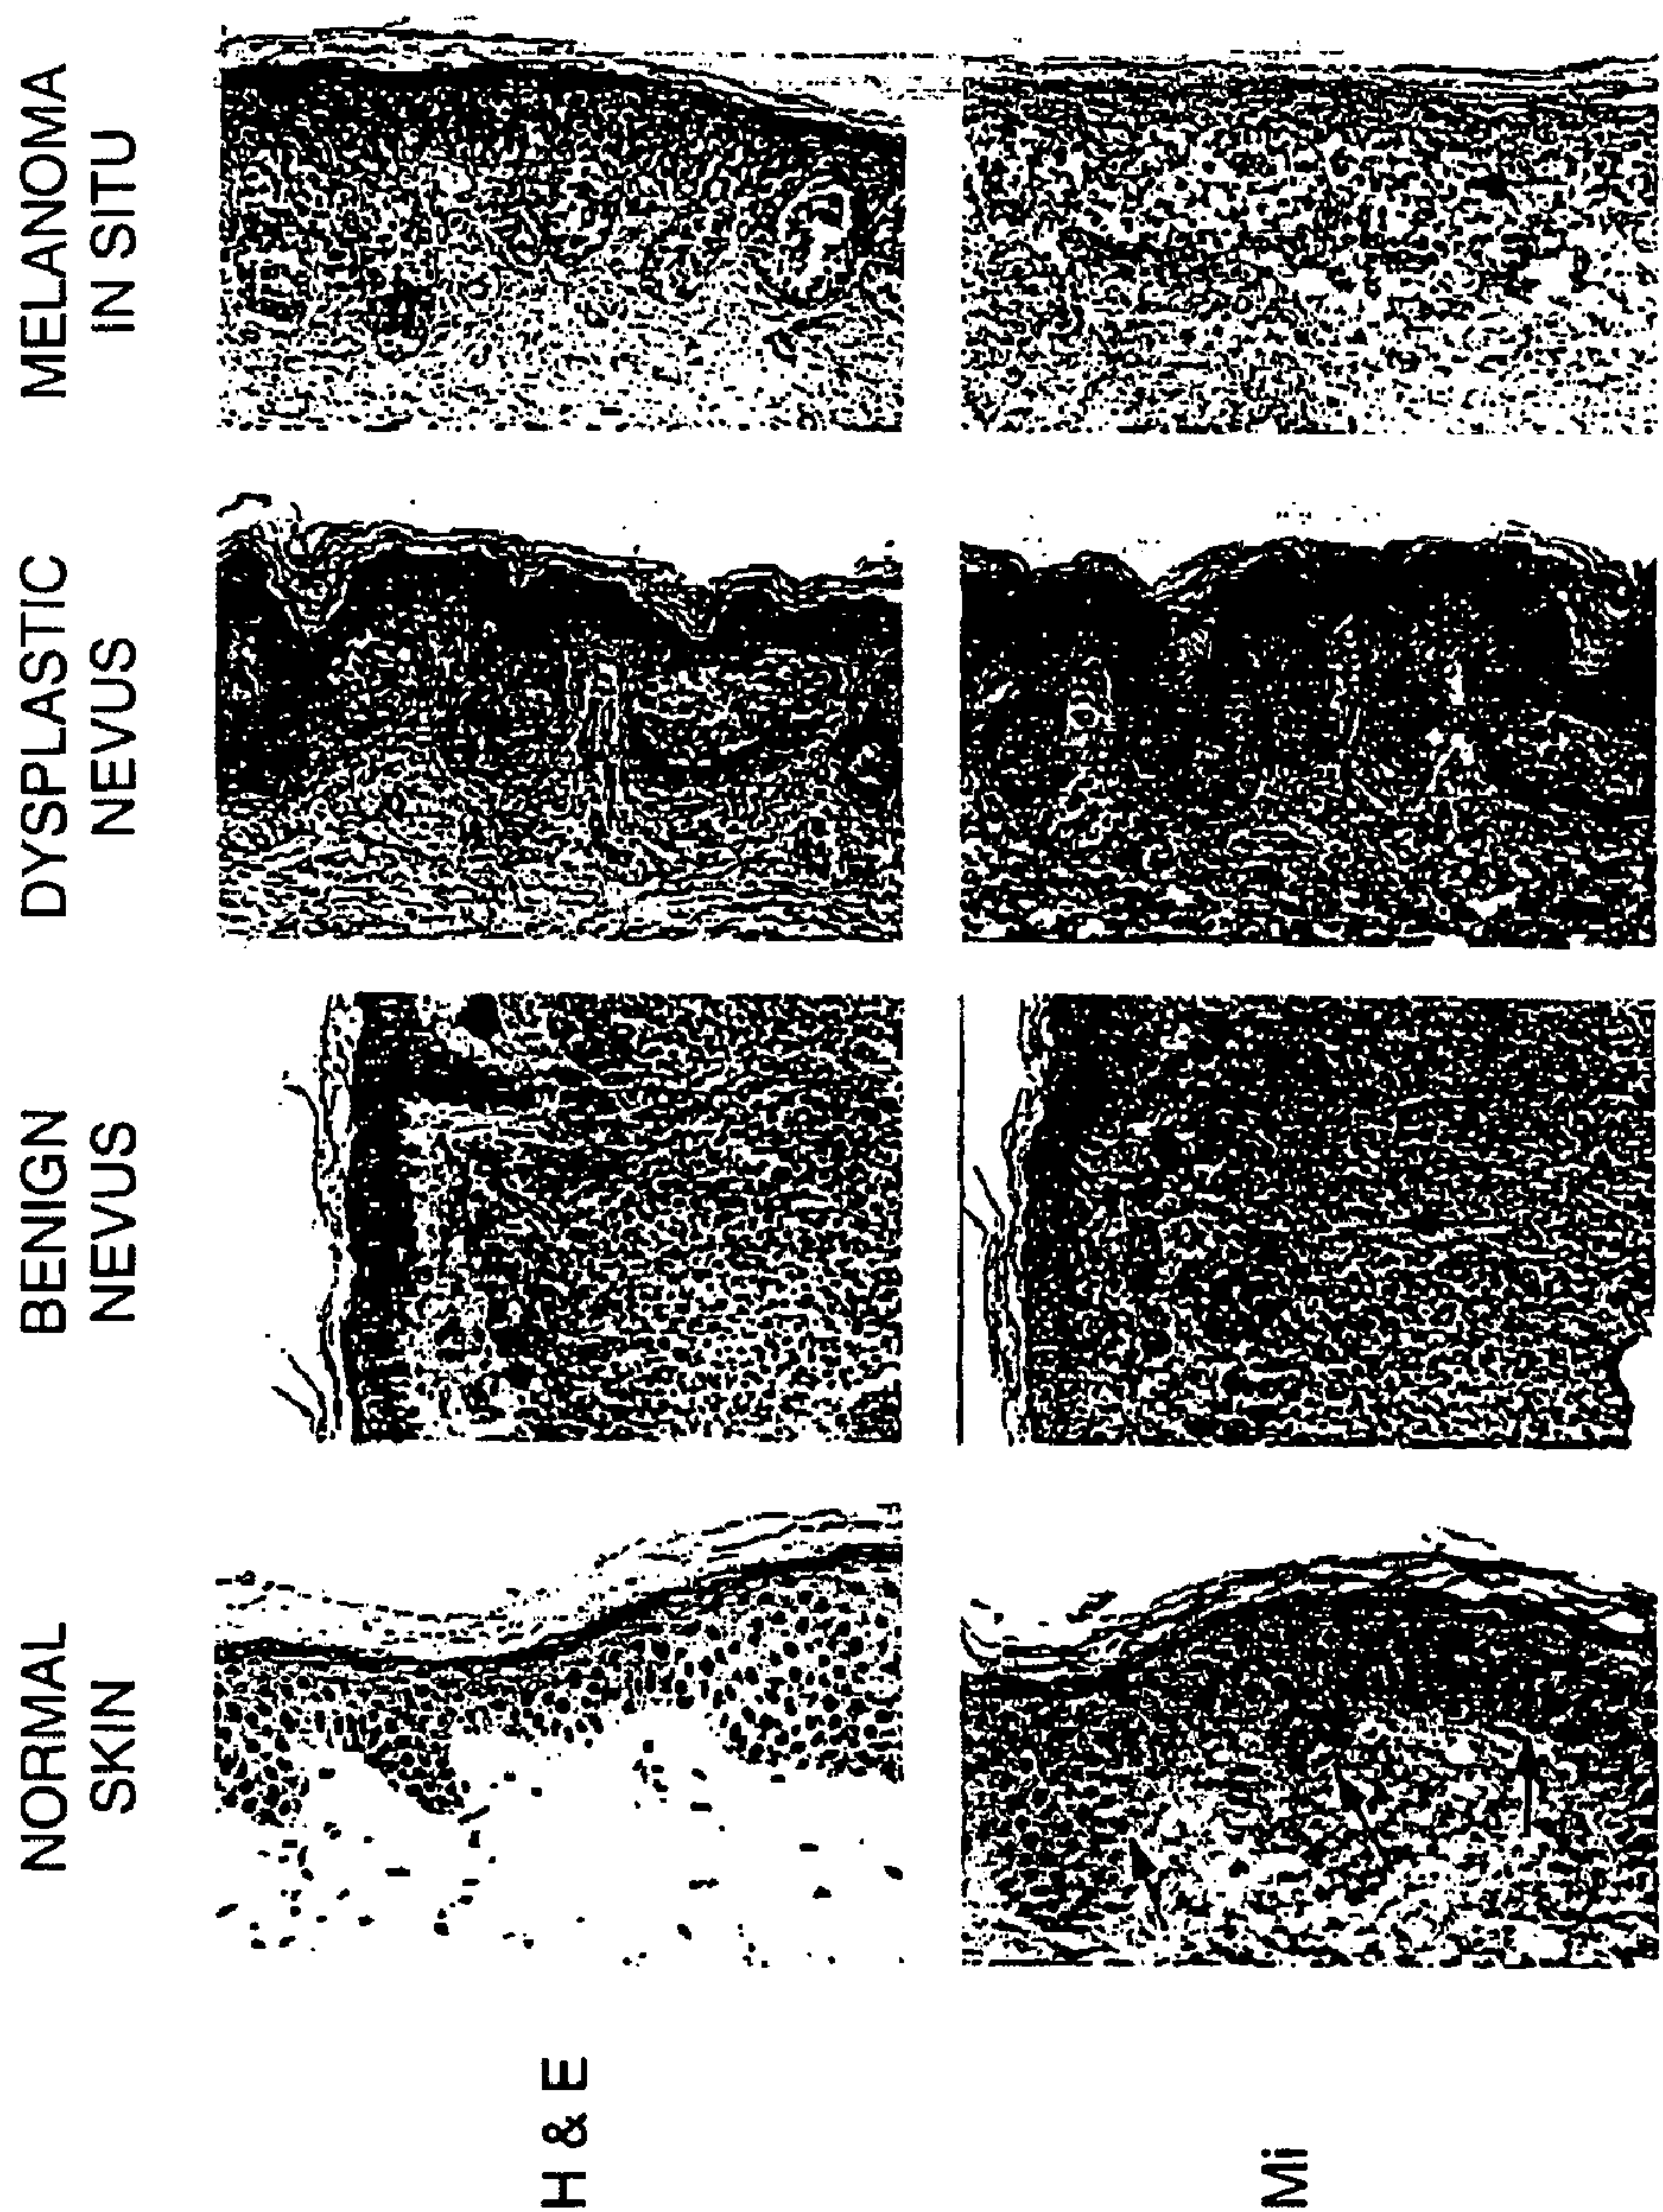 NORMAL
SKIN
BENIGN
NEVUS
DYSPLASTIC
NEVUS
MELANOMA
IN SITU
H & E
Mi